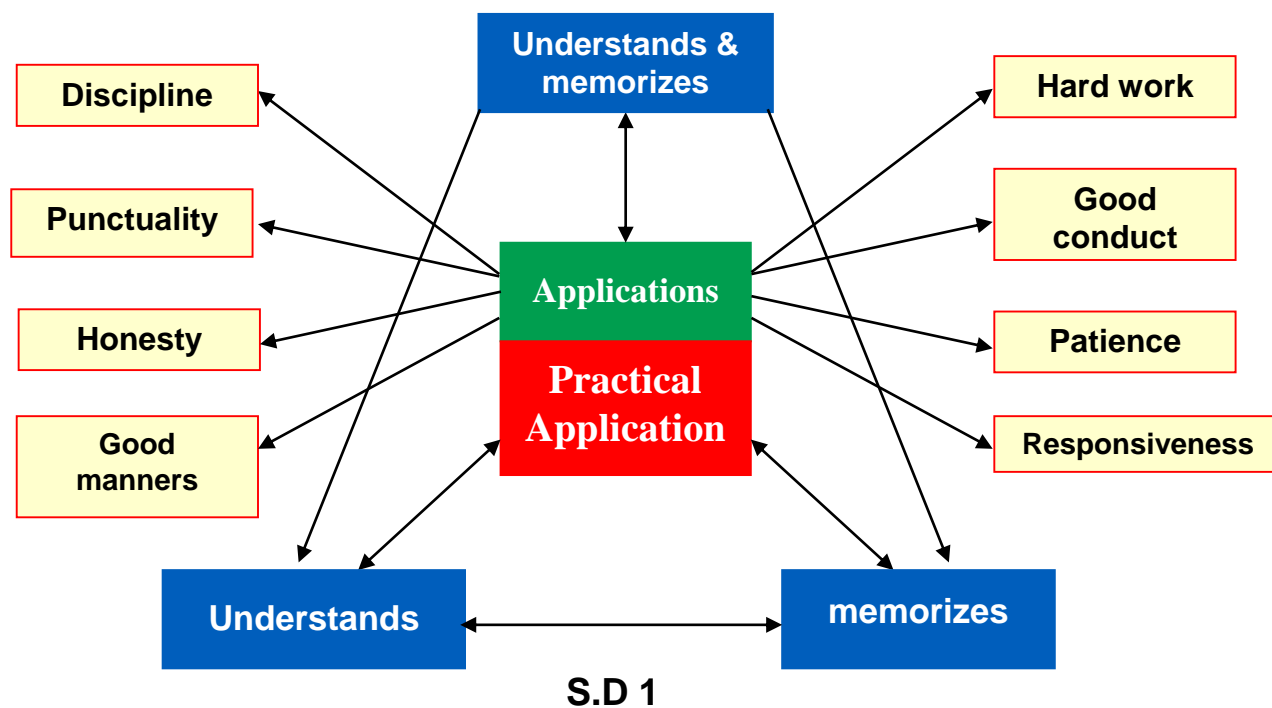 Understands &
memorizes
Discipline
Hard work
Punctuality
Good
conduct
Applications
Honesty
Patience
Practical
Application
Good
manners
Responsiveness
Understands
memorizes
S.D 1